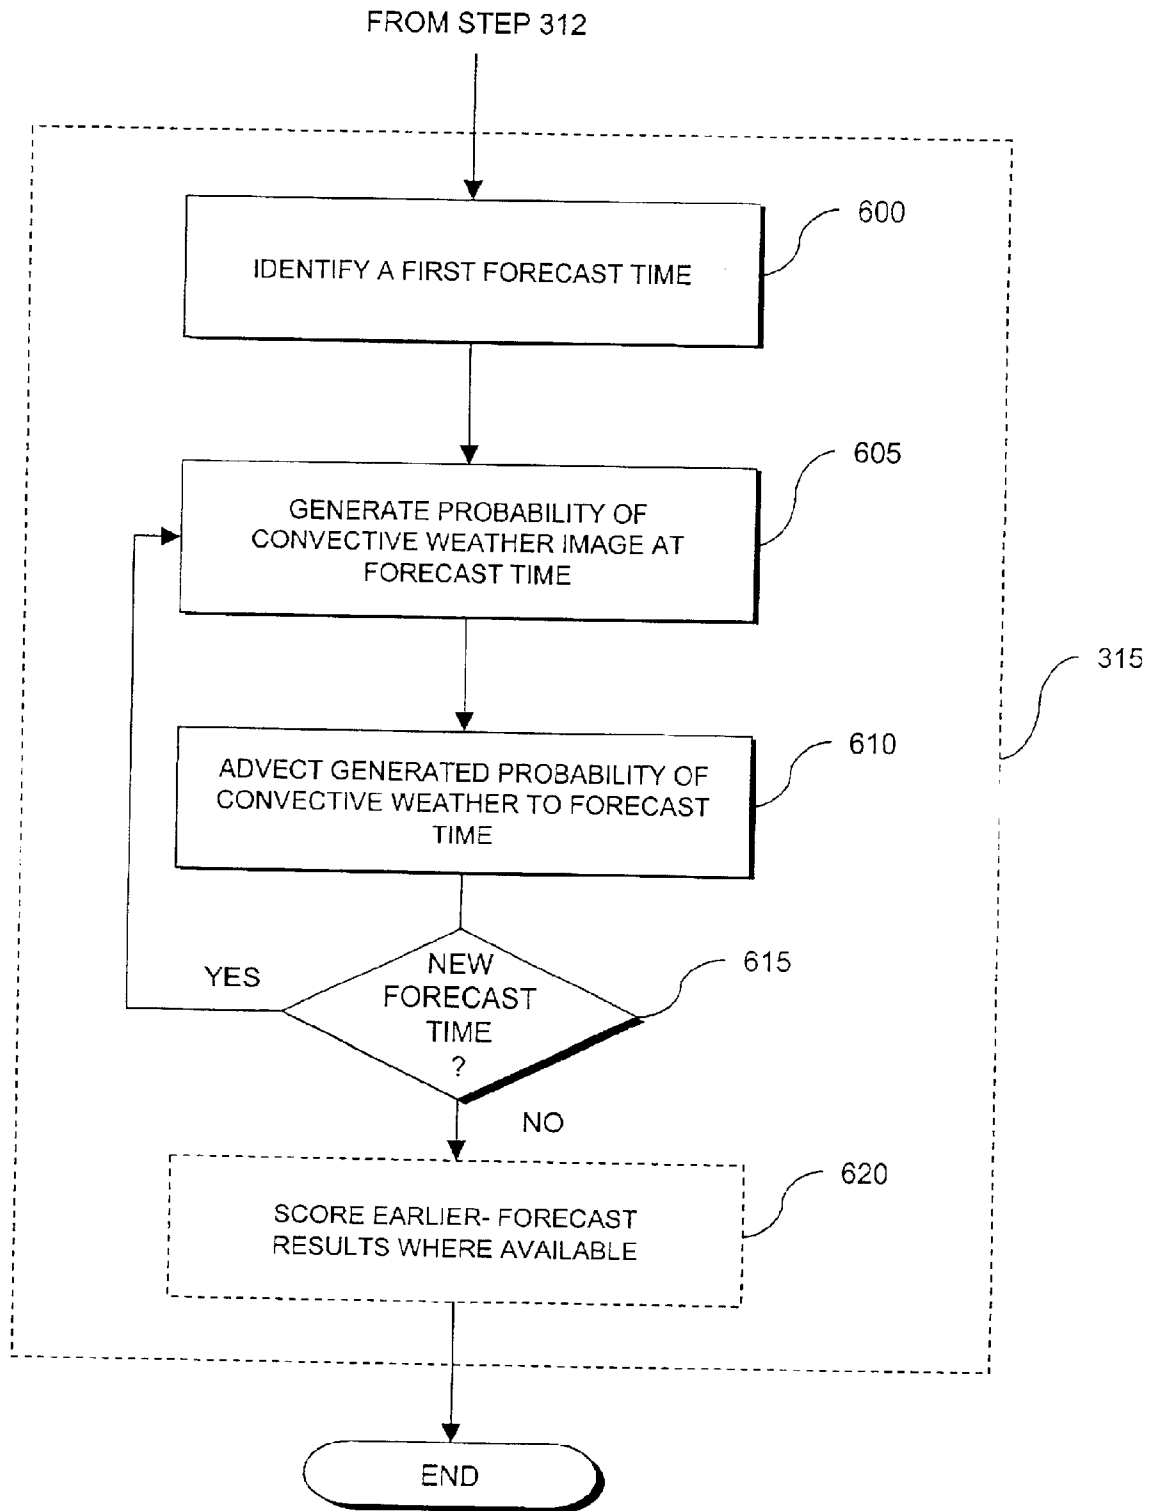 FROM STEP 312
600
IDENTIFY A FIRST FORECAST TIME
605
GENERATE PROBABILITY OF
CONVECTIVE WEATHER IMAGE AT
FORECAST TIME
315
610
ADVECT GENERATED PROBABILITY OF
CONVECTIVE WEATHER TO FORECAST
TIME
615
YES
NEW
FORECAST
TIME
?
NO
620
SCORE EARLIER- FORECAST
RESULTS WHERE AVAILABLE
END